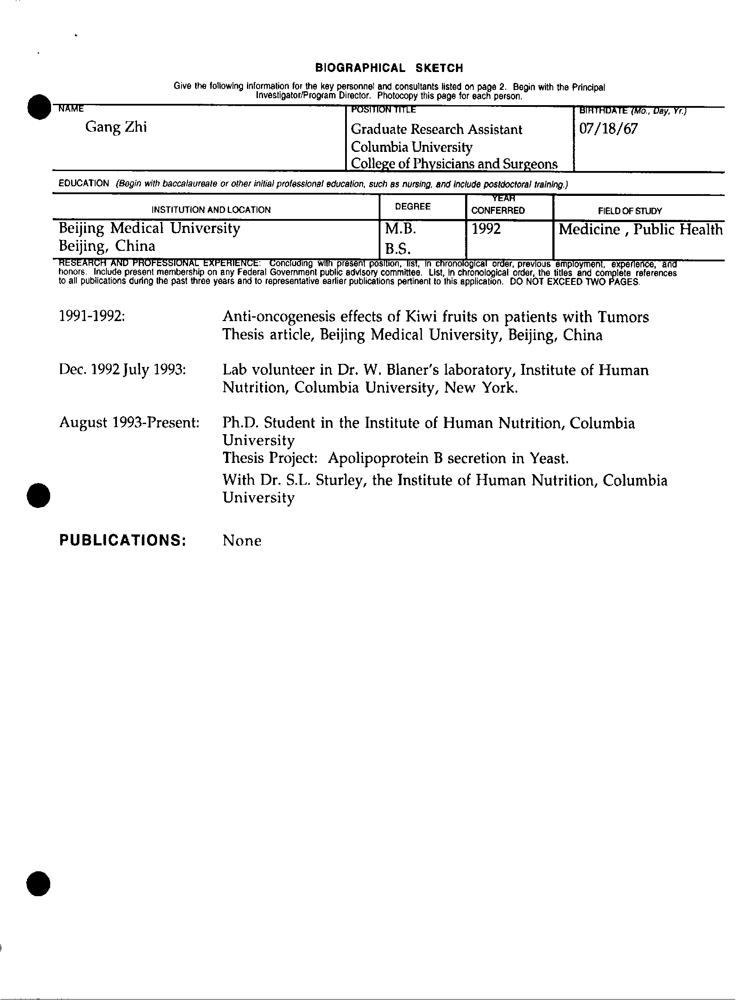 BIOGRAPHICAL SKETCH
Give the following information for the key personnel and consultants listed on page 2. Begin with the Principal
Investigator/Program Director. Photocopy this page for each person.
NAME POSITION TITLE BIRTHDATE (Mo., Day, Yr.)
Gang Zhi Graduate Research Assistant 07/18/67
Columbia University
College of Physicians and Surgeons
EDUCATION (Begin with baccalaureate or other initial professional education, such as nursing, and include postdoctoral training.)
INSTITUTION AND LOCATION DEGREE YEAR CONFERRED FIELD OF STUDY
Beijing Medical University M.B. 1992 Medicine , Public Health
Beijing, China B.S.
RESEARCH AND PROFESSIONAL EXPERIENCE: Concluding with present position, list, in chronological order, previous employment, experience, and
honors. Include present membership on any Federal Government public advisory committee. List, in chronological order, the titles and complete references
to all publications during the past three years and to representative earlier publications pertinent to this application. DO NOT EXCEED TWO PAGES.
1991-1992: Anti-oncogenesis effects of Kiwi fruits on patients with Tumors
Thesis article, Beijing Medical University, Beijing, China
Dec. 1992 July 1993: Lab volunteer in Dr. W. Blaner's laboratory, Institute of Human
Nutrition, Columbia University, New York.
August 1993-Present: Ph.D. Student in the Institute of Human Nutrition, Columbia
University
Thesis Project: Apolipoprotein B secretion in Yeast.
With Dr. S.L. Sturley, the Institute of Human Nutrition, Columbia
University
PUBLICATIONS: None